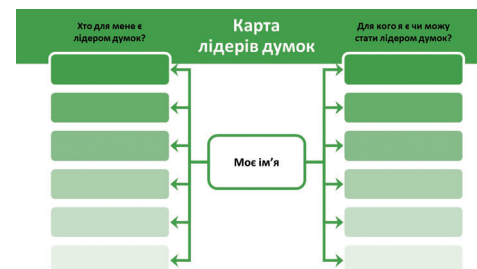 Хто для мене є
лідером думок?
Карта
лідерів думок
Для кого я є чи можу
стати лідером думок?
Моє ім'я